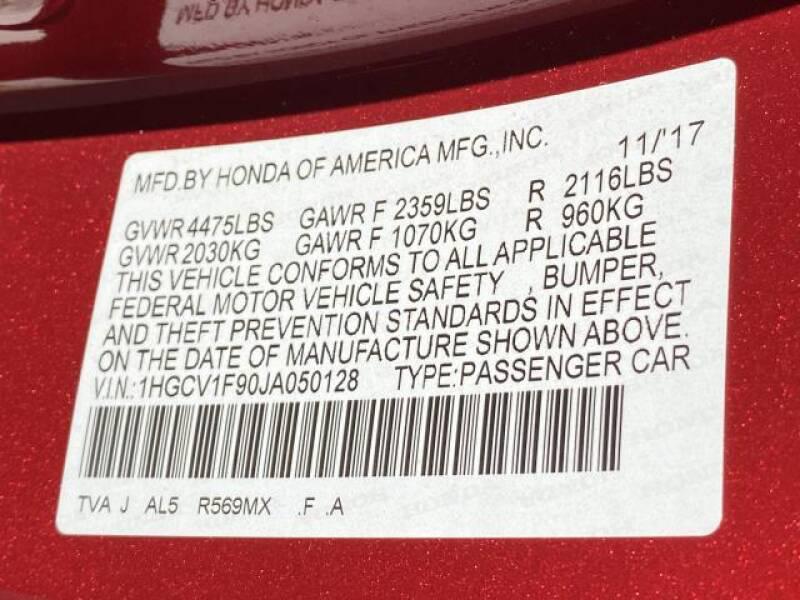 MFD.BY HONDA OF AMERICA MFG.,INC. 11/'17
GVWR 4475LBS GAWR F 2359LBS R 2116LBS
GVWR 2030KG GAWR F 1070KG R 960KG
THIS VEHICLE CONFORMS TO ALL APPLICABLE
FEDERAL MOTOR VEHICLE SAFETY , BUMPER,
AND THEFT PREVENTION STANDARDS IN EFFECT
ON THE DATE OF MANUFACTURE SHOWN ABOVE.
V.I.N.:1HGCV1F90JA050128 TYPE:PASSENGER CAR
TVA J AL5 R569MX .F .A